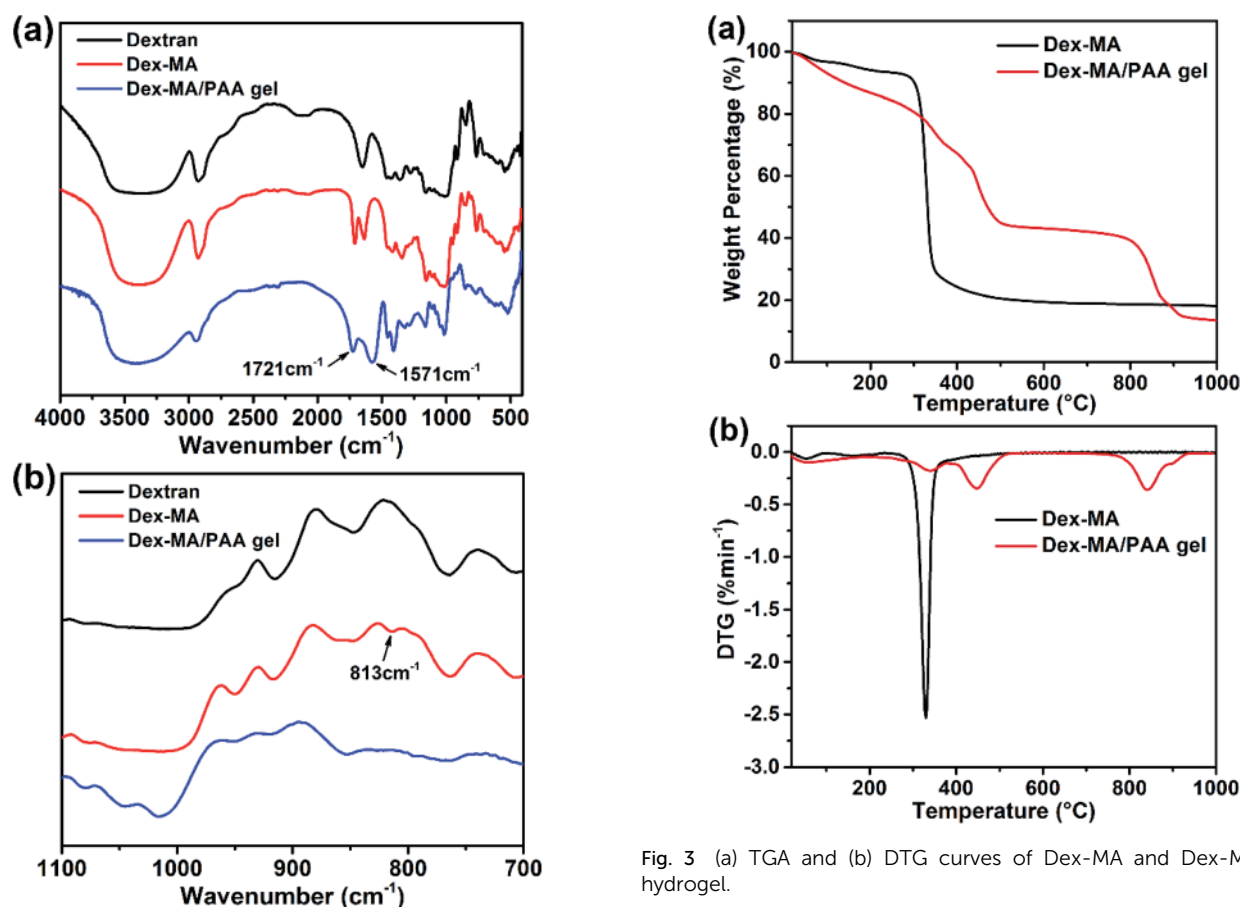 (a)
Dextran
Dex-MA
Dex-MA/PAA gel
1721cm⁻¹
1571cm⁻¹
4000 3500 3000 2500 2000 1500 1000 500
Wavenumber (cm⁻¹)
(b)
Dextran
Dex-MA
Dex-MA/PAA gel
813cm⁻¹
1100 1000 900 800 700
Wavenumber (cm⁻¹)
(a)
Dex-MA
Dex-MA/PAA gel
Weight Percentage (%)
100
80
60
40
20
0
200 400 600 800 1000
Temperature (°C)
(b)
Dex-MA
Dex-MA/PAA gel
DTG (%min⁻¹)
0.0
-0.5
-1.0
-1.5
-2.0
-2.5
-3.0
200 400 600 800 1000
Temperature (°C)
Fig. 3 (a) TGA and (b) DTG curves of Dex-MA and Dex-M
hydrogel.